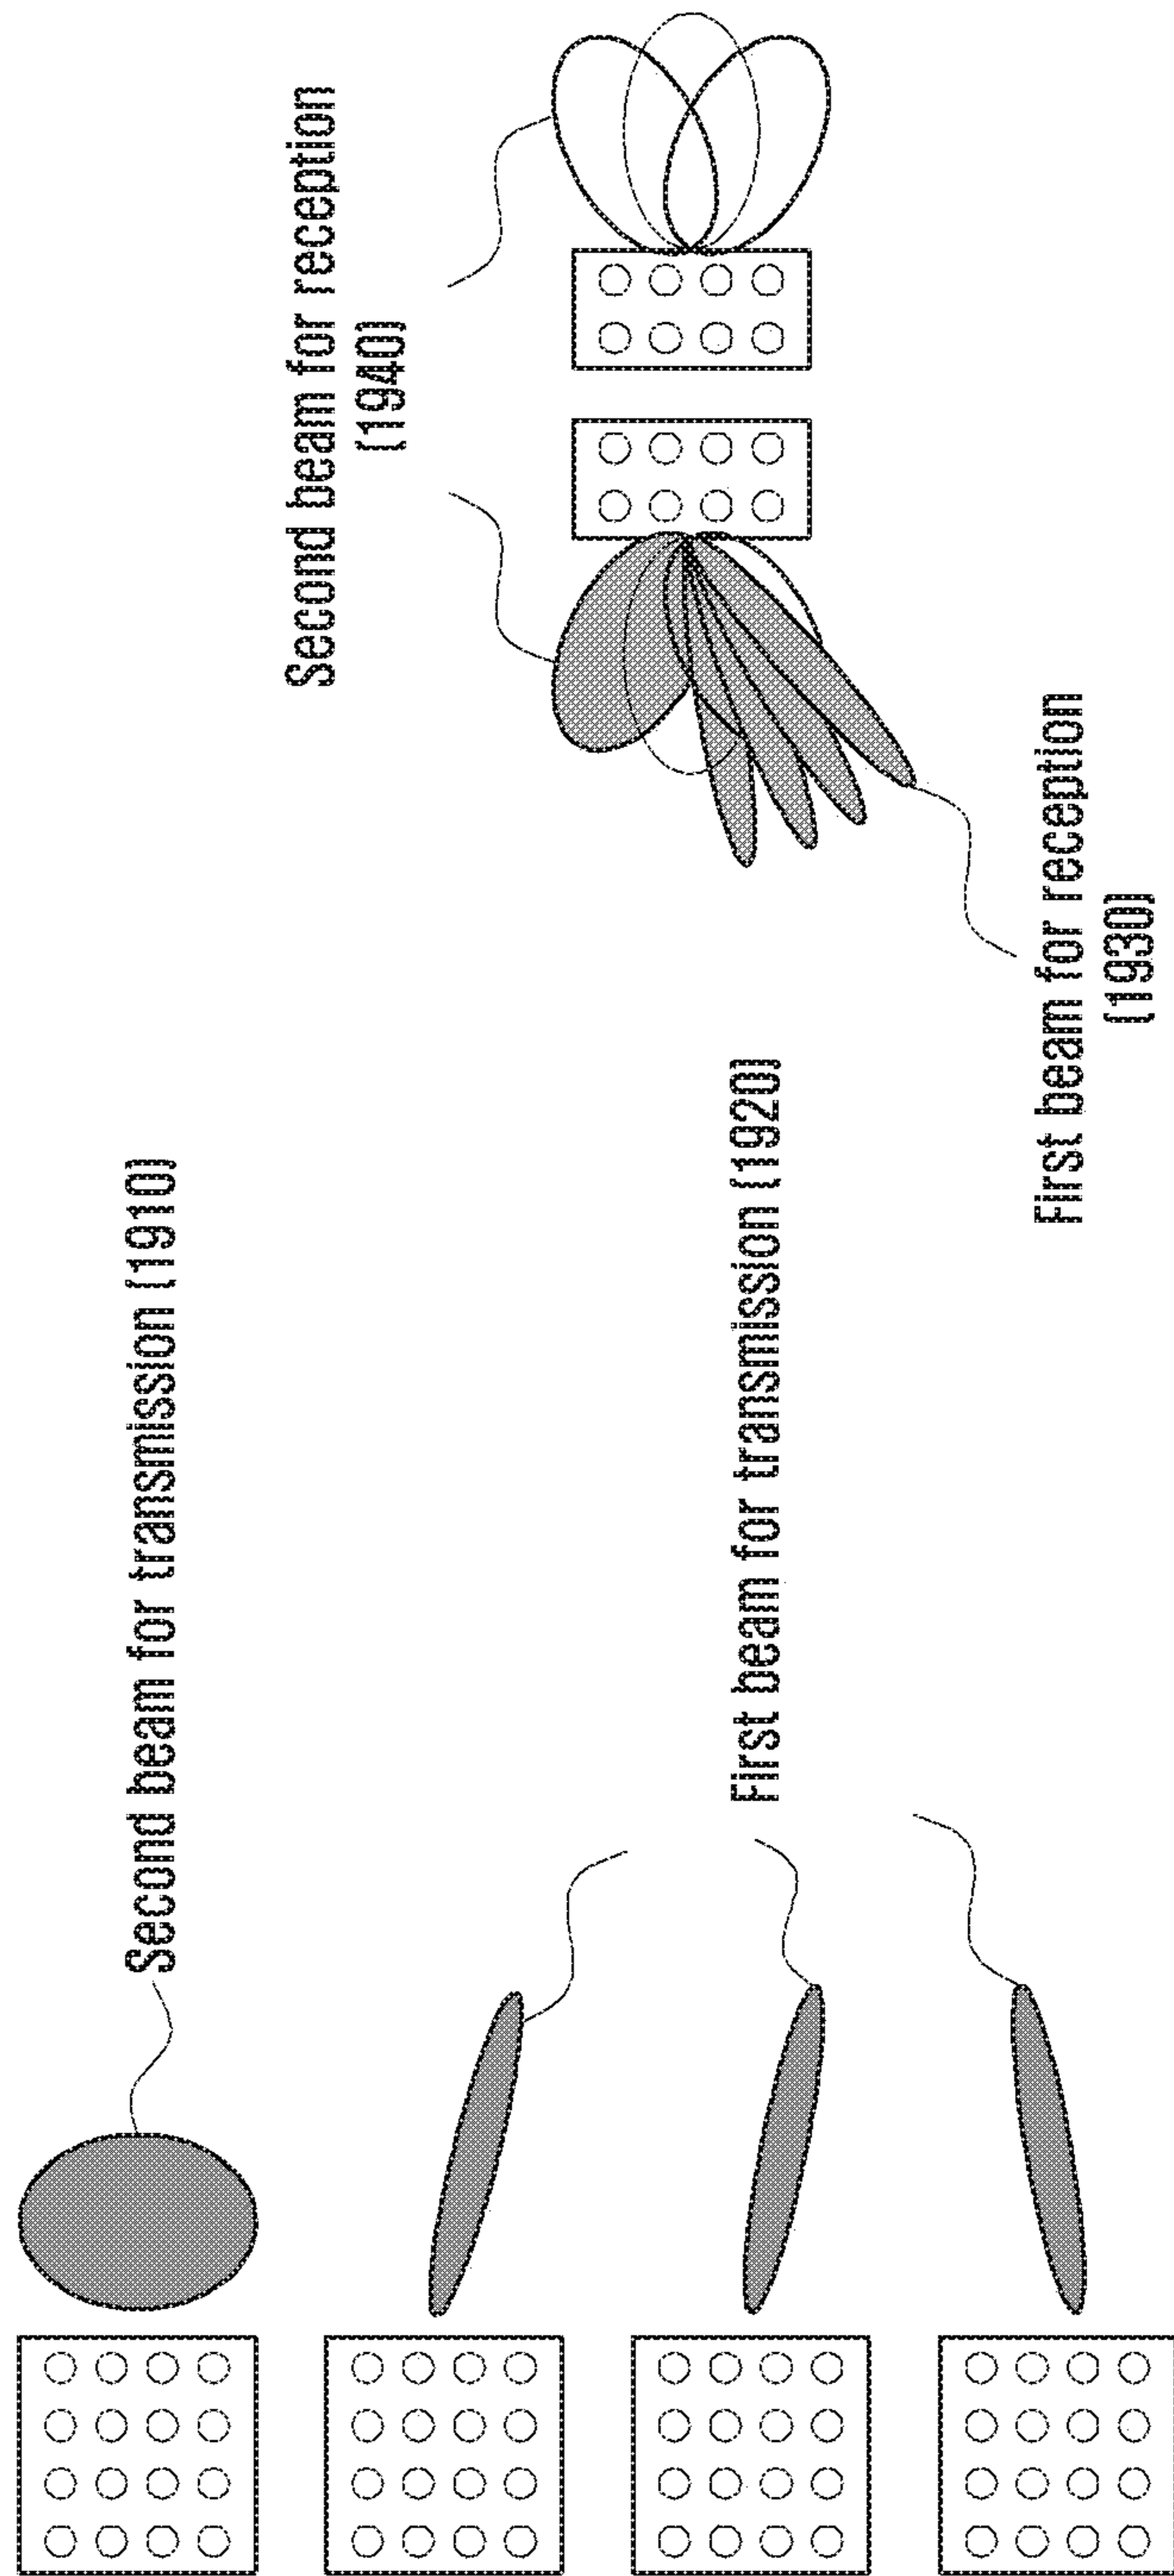 Second beam for transmission (1910)
First beam for transmission (1920)
Second beam for reception
(1940)
First beam for reception
(1930)